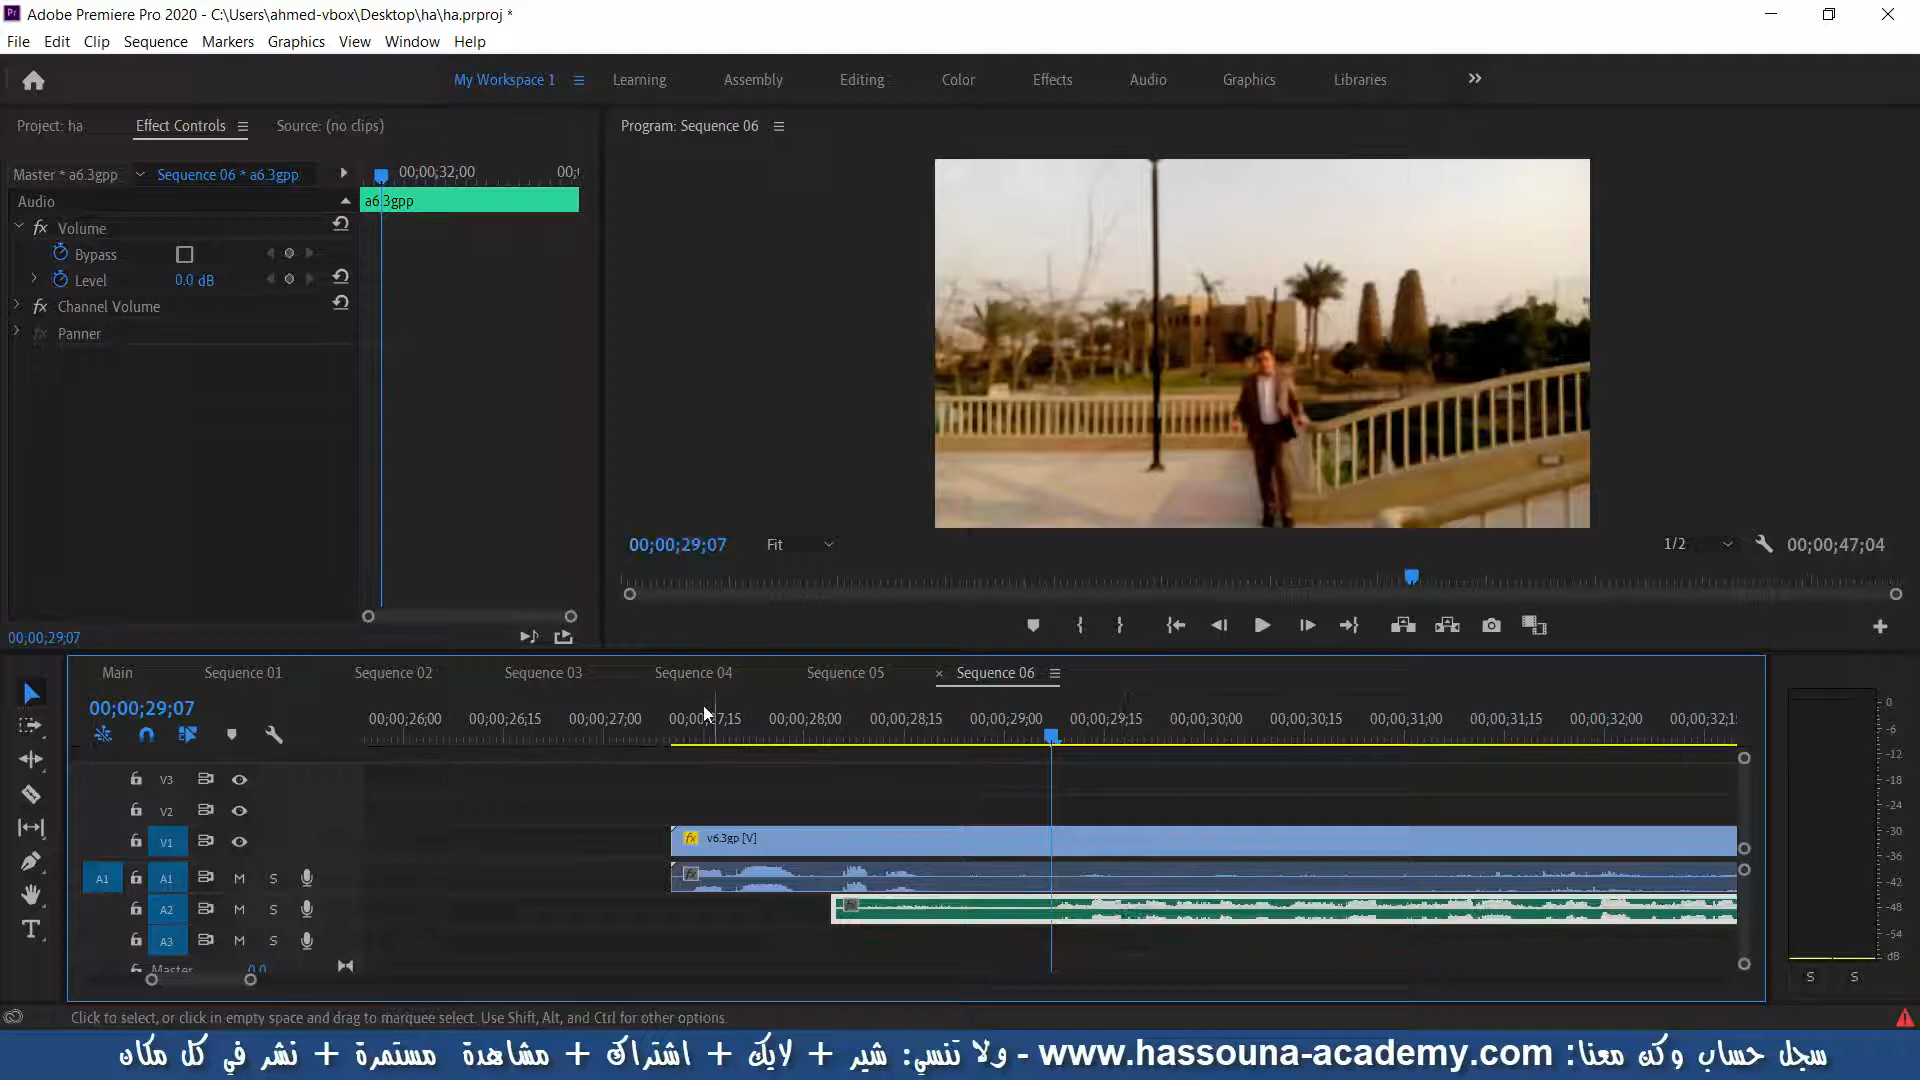 Adobe Premiere Pro 2020 - C:\Users\ahmed-vbox\Desktop\ha\ha.prproj *
File Edit Clip Sequence Markers Graphics View Window Help
My Workspace 1 Learning Assembly Editing Color Effects Audio Graphics Libraries
Project: ha Effect Controls Source: (no clips)
Program: Sequence 06
Master * a6.3gpp Sequence 06 * a6.3gpp 00;00;32;00
Audio a6.3gpp
Volume
Bypass
Level 0.0 dB
Channel Volume
Panner
00;00;29;07 Fit 1/2 00;00;47;04
00;00;29;07
Main Sequence 01 Sequence 02 Sequence 03 Sequence 04 Sequence 05 Sequence 06
00;00;29;07
00;00;26;00 00;00;26;15 00;00;27;00 00;00;27;15 00;00;28;00 00;00;28;15 00;00;29;00 00;00;29;15 00;00;30;00 00;00;30;15 00;00;31;00 00;00;31;15 00;00;32;00 00;00;32;15
V3
V2
V1 fx v6.3gp [V]
A1 A1 M S fx
A2 M S fx
A3 M S
Master 0.0
0
-6
-12
-18
-24
-30
-36
-42
-48
-54
dB
S S
Click to select, or click in empty space and drag to marquee select. Use Shift, Alt, and Ctrl for other options.
سجل حساب وكن معنا: www.hassouna-academy.com - ولا تنسي: شير + لايك + اشتراك + مشاهدة مستمرة + نشر في كل مكان